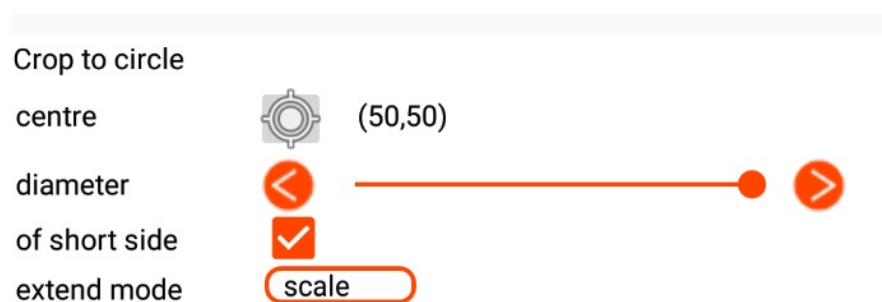 Crop to circle
centre (50,50)
diameter
of short side
extend mode scale